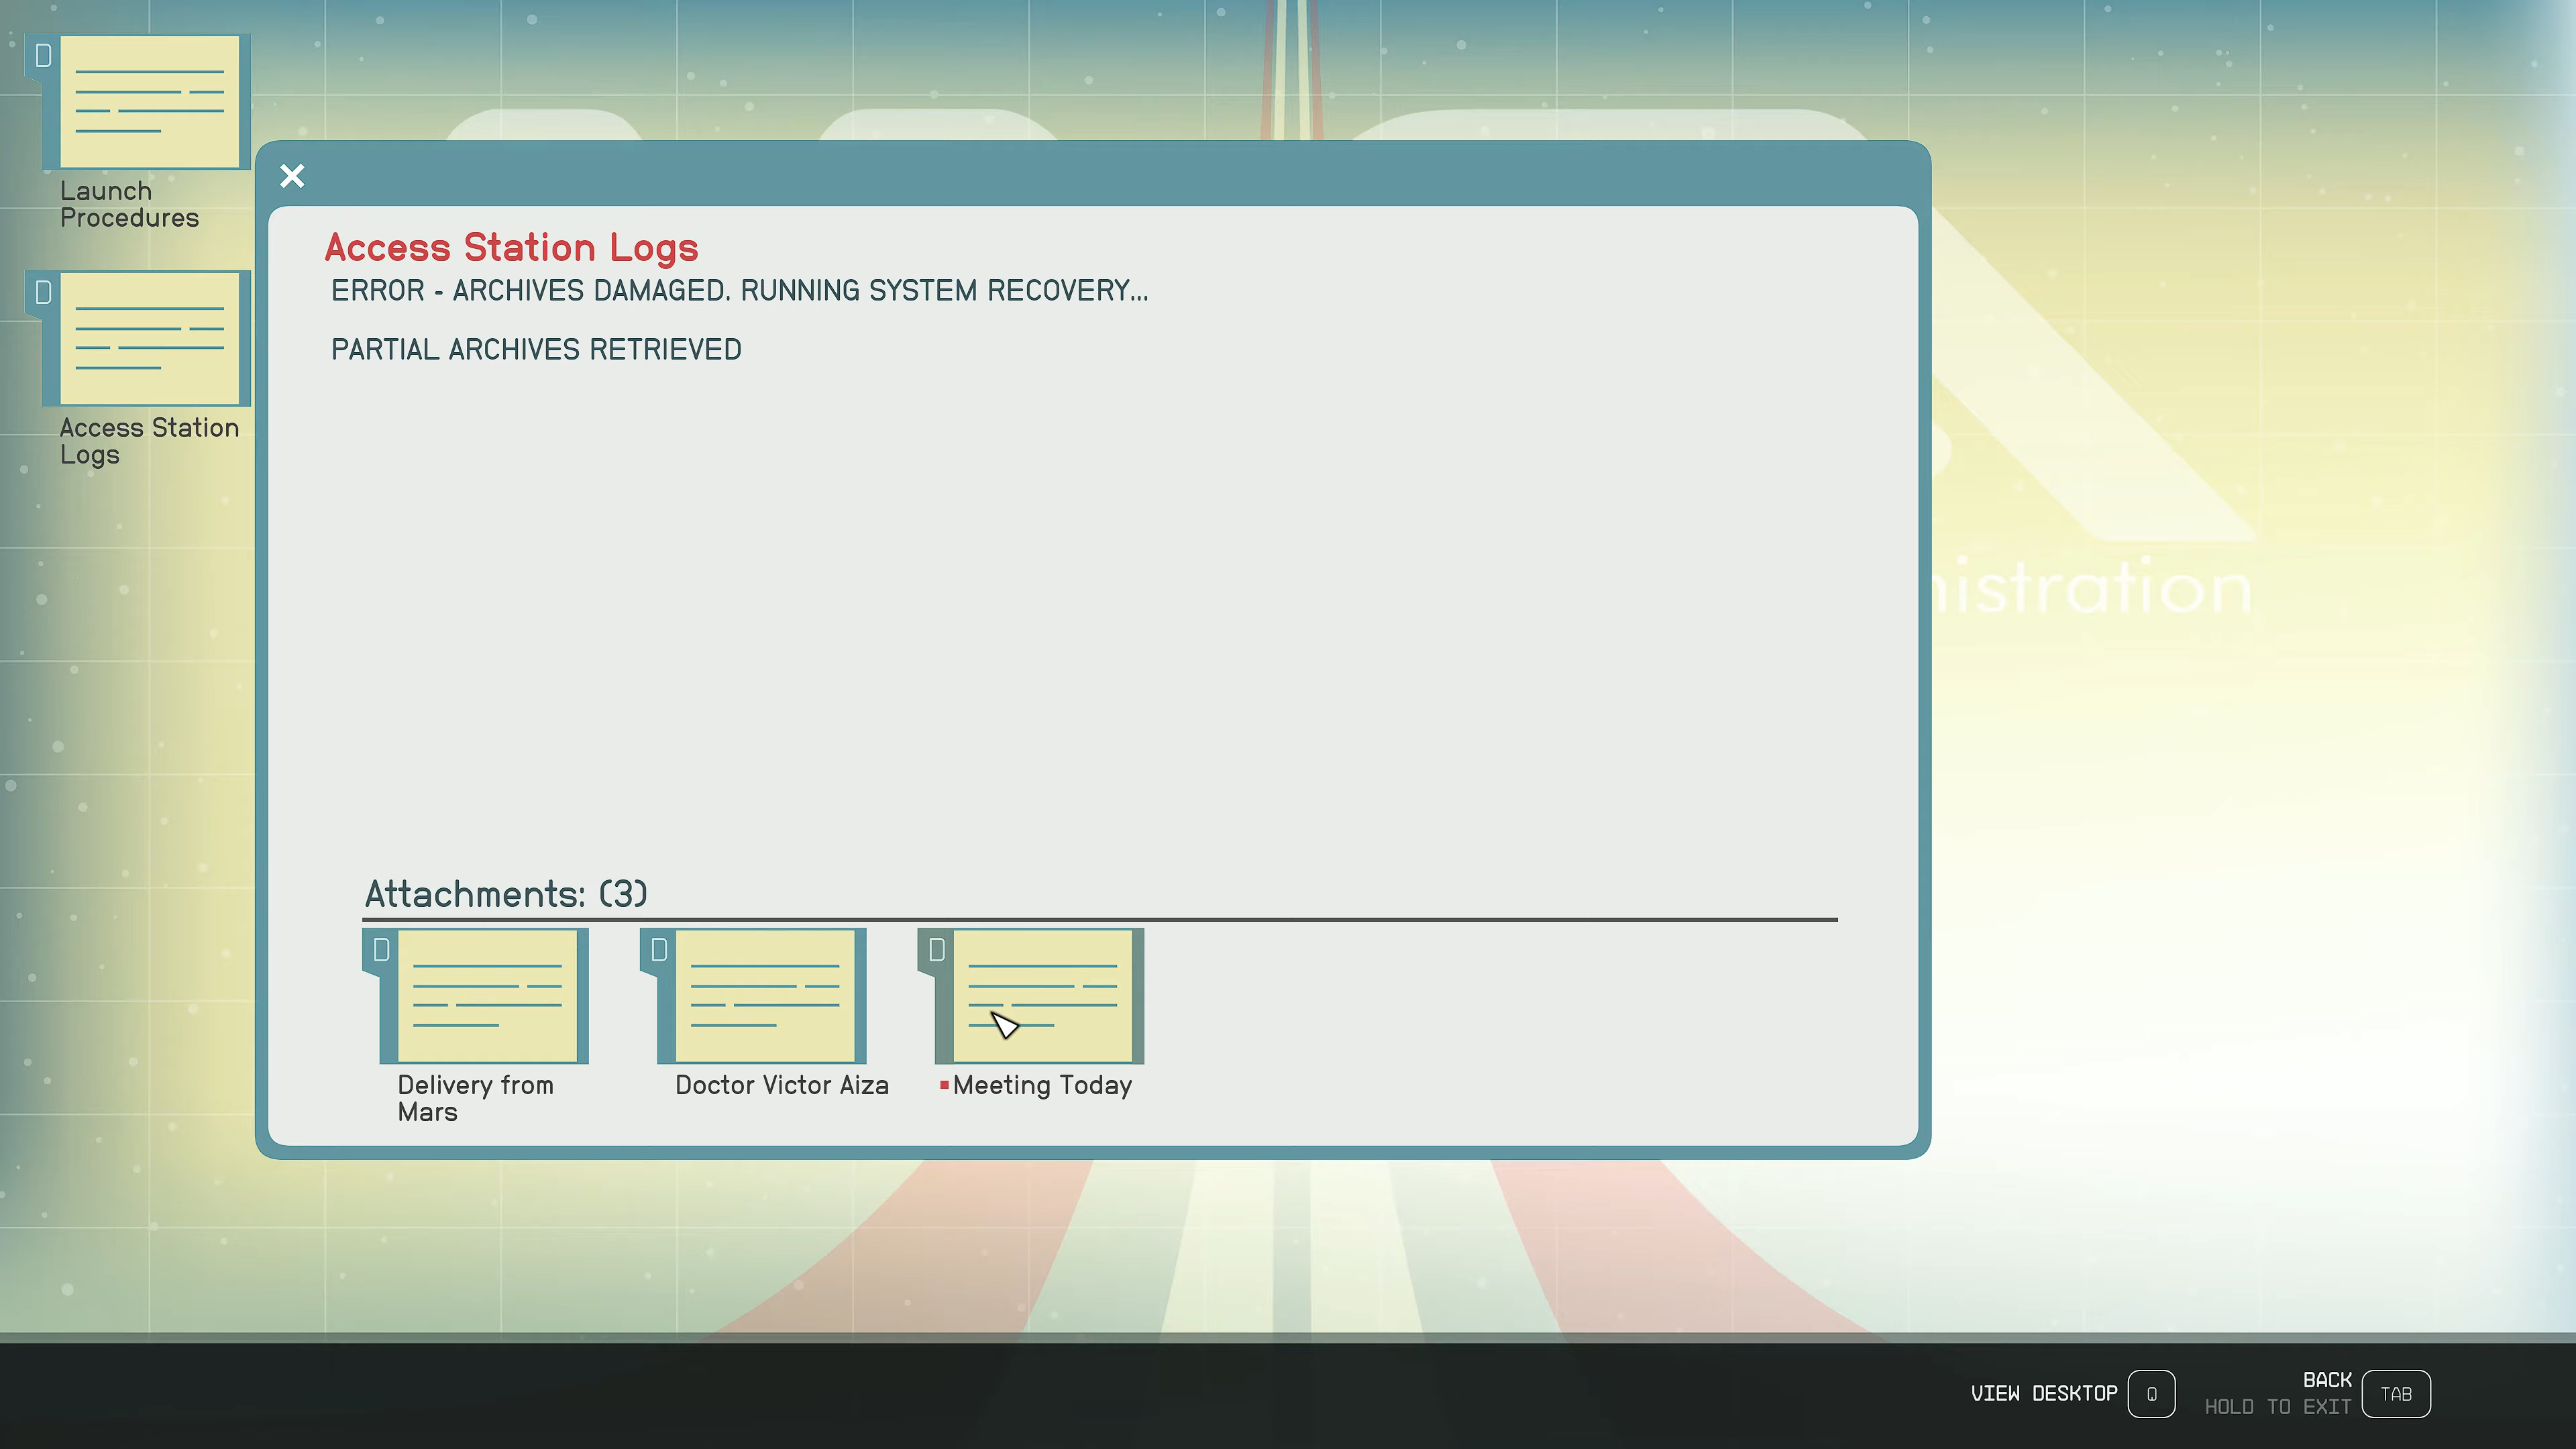 D
Launch
Procedures
D
Access Station
Logs
Access Station Logs
ERROR - ARCHIVES DAMAGED. RUNNING SYSTEM RECOVERY...
PARTIAL ARCHIVES RETRIEVED
nistration
Attachments: (3)
D
D
D
Delivery from
Mars
Doctor Victor Aiza
Meeting Today
VIEW DESKTOP Q
BACK
HOLD TO EXIT
TAB